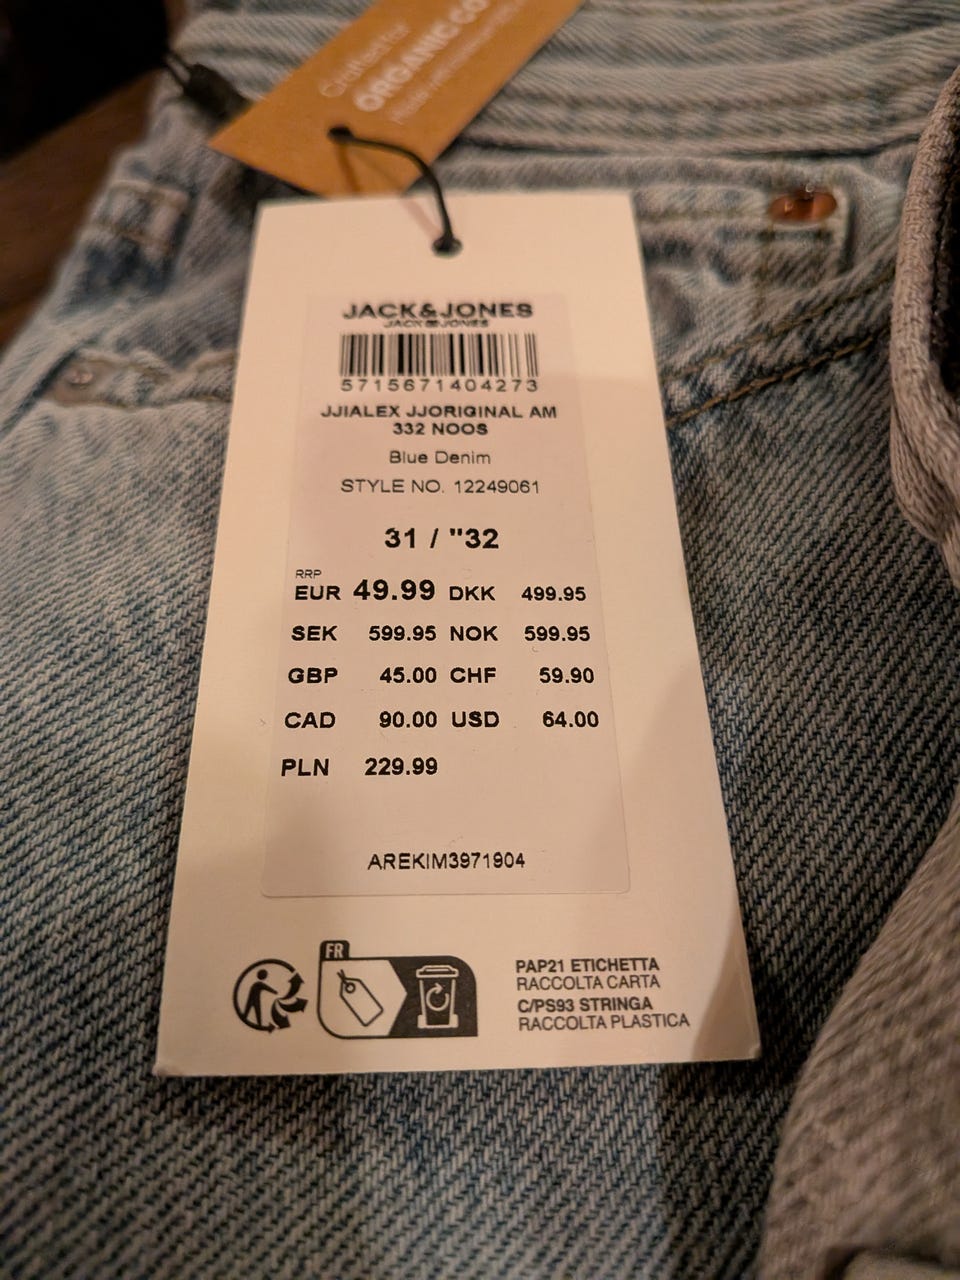 Crafted for
ORGANIC CO
JACK&JONES
JACK&JONES
5715671404273
JJIALEX JJORIGINAL AM
332 NOOS
Blue Denim
STYLE NO. 12249061
31 / "32
RRP
EUR 49.99 DKK 499.95
SEK 599.95 NOK 599.95
GBP 45.00 CHF 59.90
CAD 90.00 USD 64.00
PLN 229.99
AREKIM3971904
FR
PAP21 ETICHETTA
RACCOLTA CARTA
C/PS93 STRINGA
RACCOLTA PLASTICA